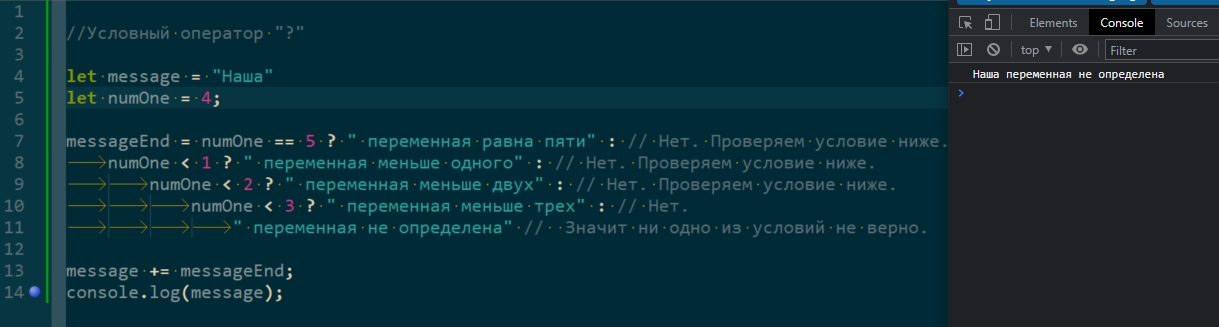 Elements Console Sources
top Filter
1
2 //Условный оператор "?"
3
4 let message = "Наша"
5 let numOne = 4;
6
7 messageEnd = numOne == 5 ? " переменная равна пяти" : // Нет. Проверяем условие ниже.
8 numOne < 1 ? " переменная меньше одного" : // Нет. Проверяем условие ниже.
9 numOne < 2 ? " переменная меньше двух" : // Нет. Проверяем условие ниже.
10 numOne < 3 ? " переменная меньше трех" : // Нет.
11 " переменная не определена" //  Значит ни одно из условий не верно.
12
13 message += messageEnd;
14 console.log(message);
Наша переменная не определена